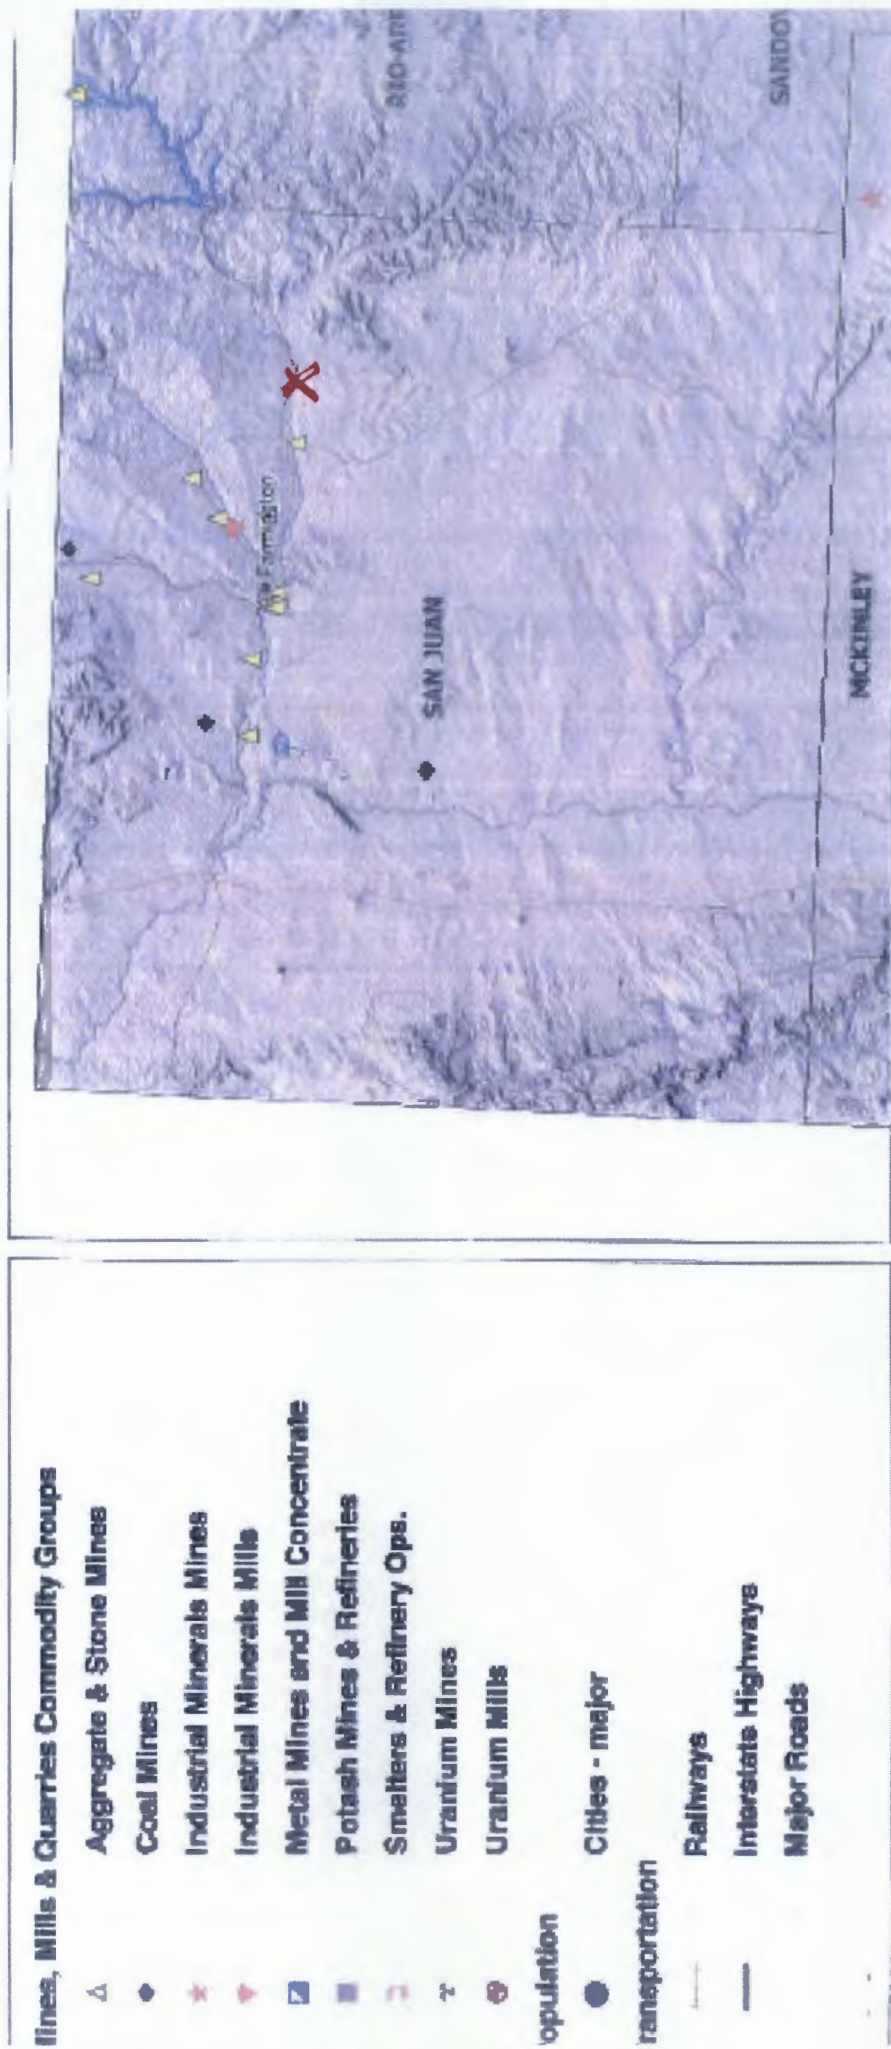 lines, Mills & Quarries Commodity Groups
Aggregate & Stone Mines
Coal Mines
Industrial Minerals Mines
Industrial Minerals Mills
Metal Mines and Mill Concentrate
Potash Mines & Refineries
Smelters & Refinery Ops.
Uranium Mines
Uranium Mills
opulation
Cities - major
ransportation
Railways
Interstate Highways
Major Roads
RIO ARR
SANDOV
Farmington
SAN JUAN
MCKINLEY